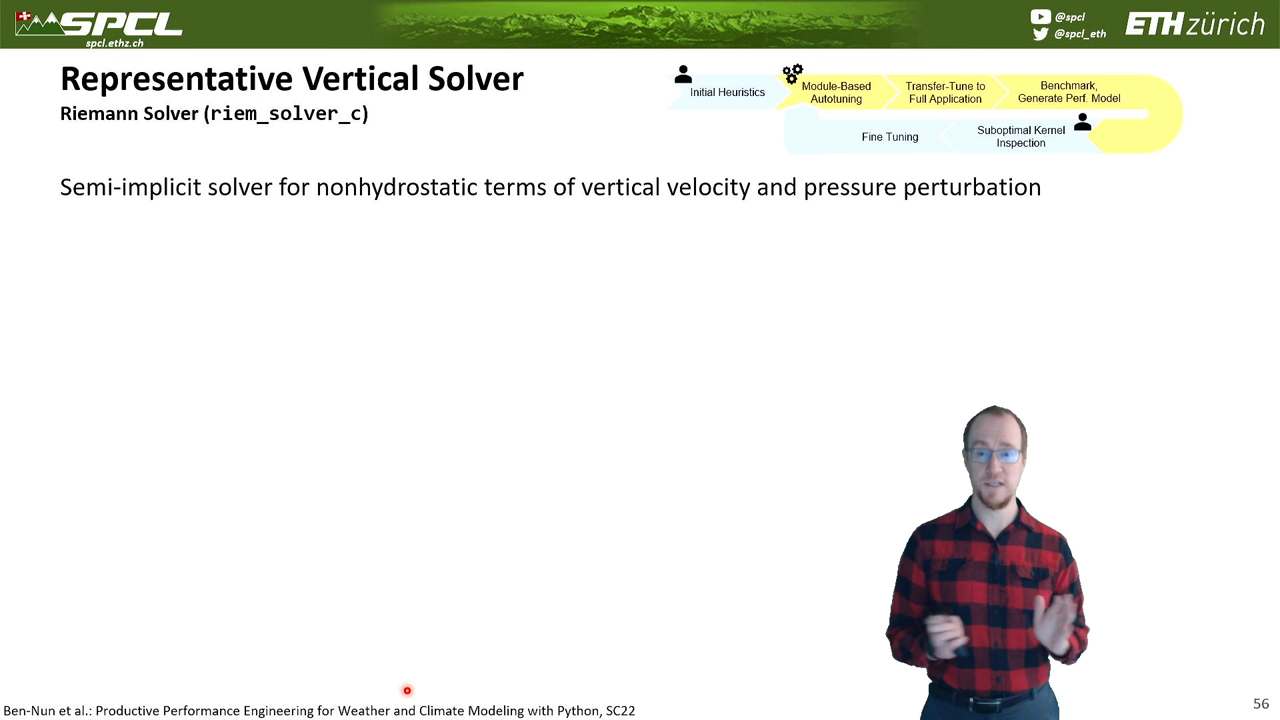 SPCL
spcl.ethz.ch
@spcl
@spcl_eth
ETH zürich
Representative Vertical Solver
Riemann Solver (riem_solver_c)
Initial Heuristics
Module-Based
Autotuning
Transfer-Tune to
Full Application
Benchmark,
Generate Perf. Model
Suboptimal Kernel
Inspection
Fine Tuning
Semi-implicit solver for nonhydrostatic terms of vertical velocity and pressure perturbation
Ben-Nun et al.: Productive Performance Engineering for Weather and Climate Modeling with Python, SC22
56